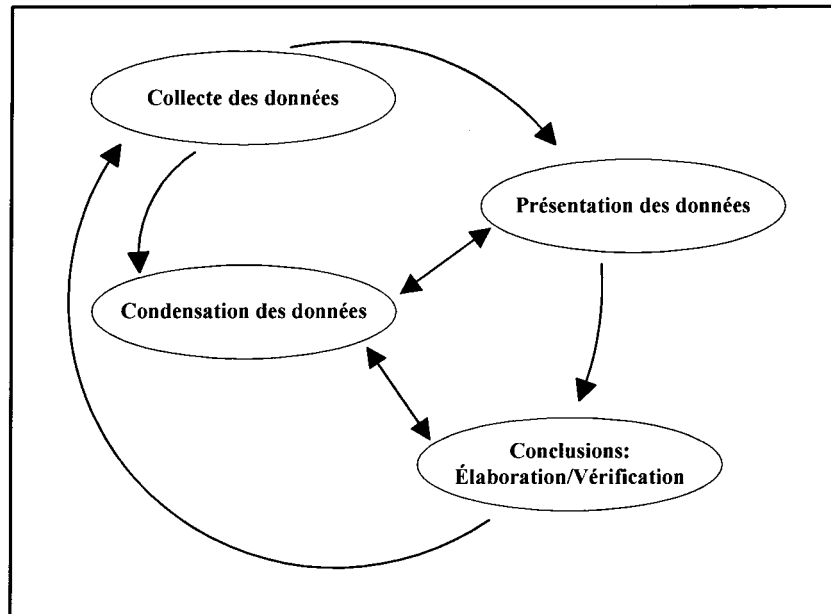 Collecte des données
Présentation des données
Condensation des données
Conclusions:
Élaboration/Vérification